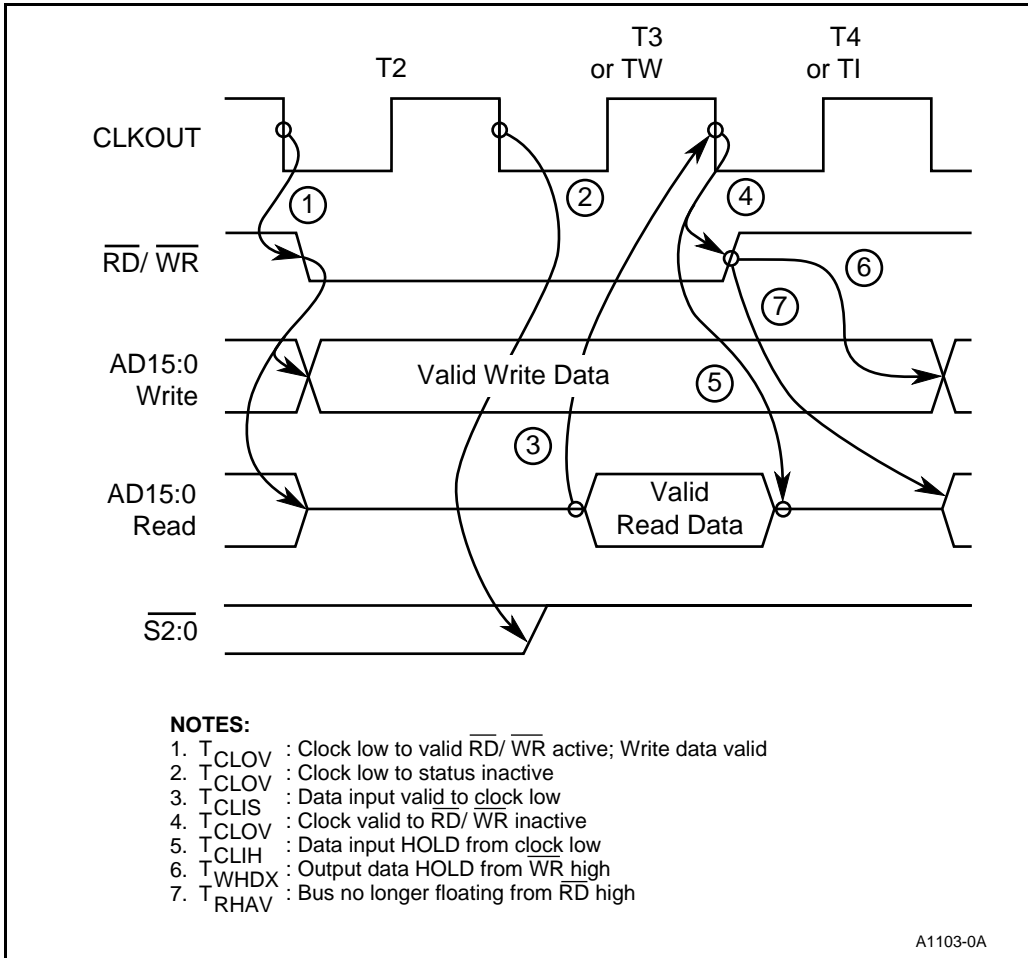 T2
T3
or TW
T4
or TI
CLKOUT
1
2
4
RD/ WR
6
7
AD15:0
Write
Valid Write Data
5
3
AD15:0
Read
Valid
Read Data
S2:0
NOTES:
1. TCLOV : Clock low to valid RD/ WR active; Write data valid
2. TCLOV : Clock low to status inactive
3. TCLIS : Data input valid to clock low
4. TCLOV : Clock valid to RD/ WR inactive
5. TCLIH : Data input HOLD from clock low
6. TWHDX : Output data HOLD from WR high
7. TRHAV : Bus no longer floating from RD high
A1103-0A